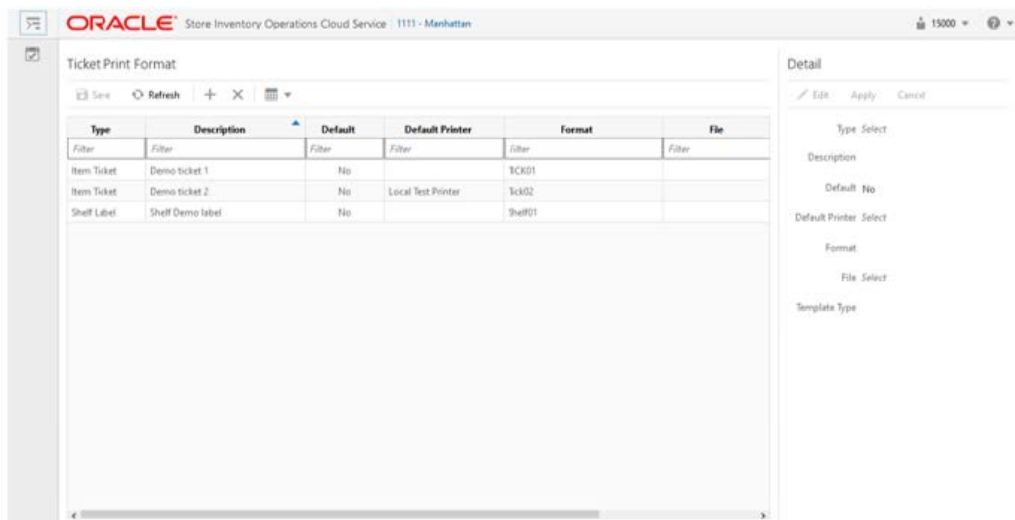 ORACLE Store Inventory Operations Cloud Service 1111 - Manhattan 15000
Ticket Print Format
Save Refresh
Type Description Default Default Printer Format File
Filter Filter Filter Filter Filter Filter
Item Ticket Demo ticket 1 No TICK01
Item Ticket Demo ticket 2 No Local Test Printer Tick02
Shelf Label Shelf Demo label No Shelf01
Detail
Edit Apply Cancel
Type Select
Description
Default No
Default Printer Select
Format
File Select
Template Type